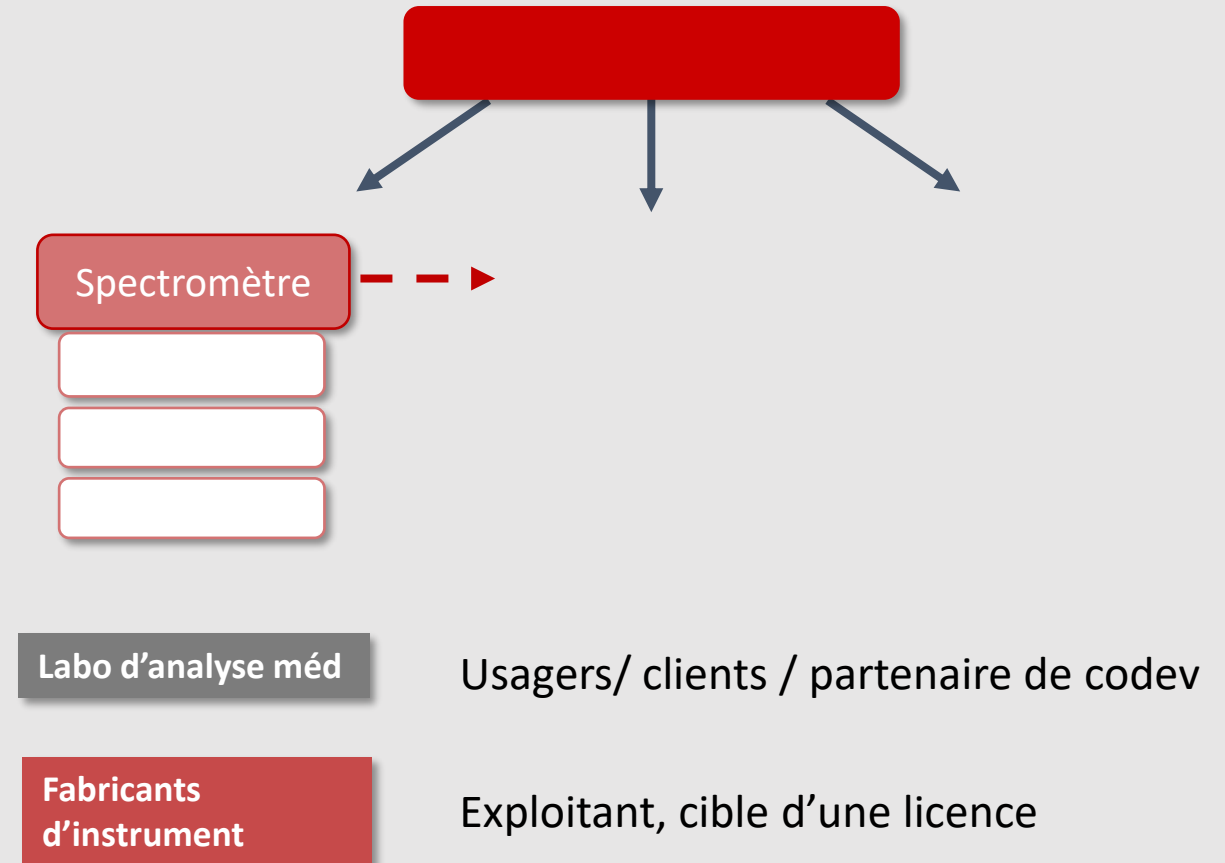 Spectromètre
Labo d’analyse méd
Usagers/ clients / partenaire de codev
Fabricants
d’instrument
Exploitant, cible d’une licence